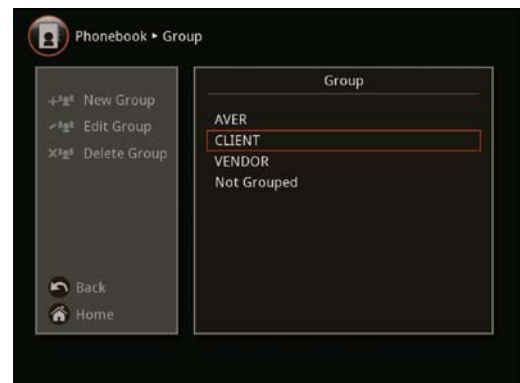 Phonebook ▸ Group
New Group
Edit Group
Delete Group
Back
Home
Group
AVER
CLIENT
VENDOR
Not Grouped